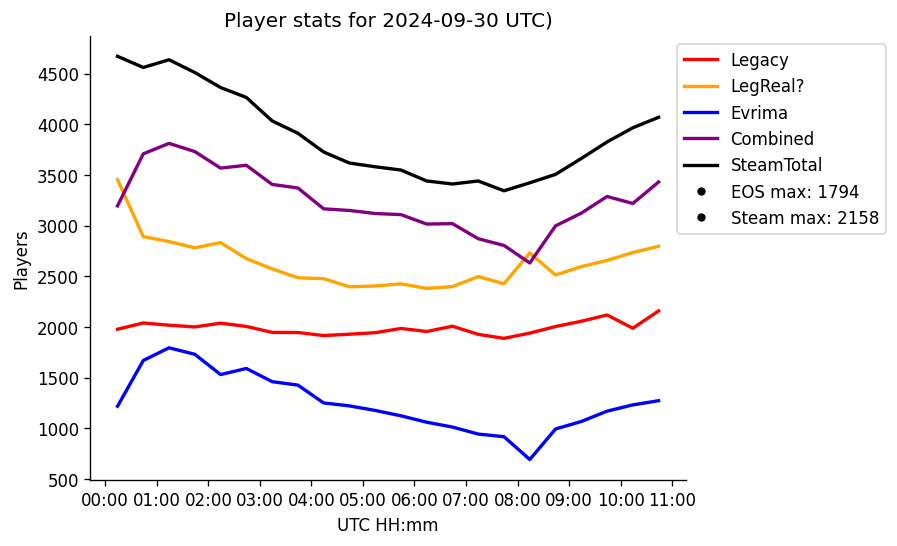 Player stats for 2024-09-30 UTC)
Legacy
LegReal?
Evrima
Combined
SteamTotal
EOS max: 1794
Steam max: 2158
Players
4500
4000
3500
3000
2500
2000
1500
1000
500
00:00 01:00 02:00 03:00 04:00 05:00 06:00 07:00 08:00 09:00 10:00 11:00
UTC HH:mm